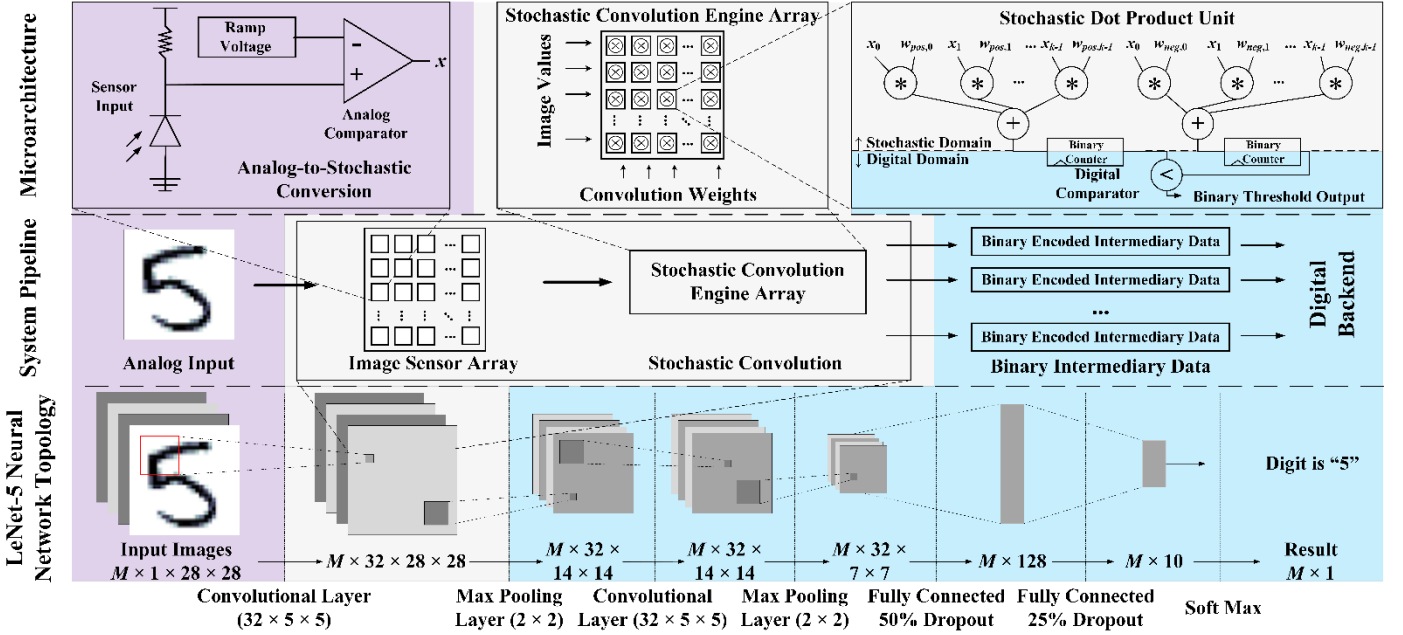 Microarchitecture
Ramp
Voltage
−
+
x
Sensor
Input
Analog
Comparator
Analog-to-Stochastic
Conversion
Stochastic Convolution Engine Array
Image Values
Convolution Weights
Stochastic Dot Product Unit
x0 wpos,0 x1 wpos,1 ... xk-1 wpos,k-1 x0 wneg,0 x1 wneg,1 ... xk-1 wneg,k-1
* * ... * * * ... *
+ +
↑ Stochastic Domain
↓ Digital Domain
Binary
Counter
Binary
Counter
Digital
Comparator
<
Binary Threshold Output
System Pipeline
Analog Input
Image Sensor Array
Stochastic Convolution
Engine Array
Stochastic Convolution
Binary Encoded Intermediary Data
Binary Encoded Intermediary Data
...
Binary Encoded Intermediary Data
Binary Intermediary Data
Digital
Backend
LeNet-5 Neural
Network Topology
Digit is “5”
Input Images
M × 1 × 28 × 28
M × 32 × 28 × 28
M × 32 ×
14 × 14
M × 32 ×
14 × 14
M × 32 ×
7 × 7
M × 128
M × 10
Result
M × 1
Convolutional Layer
(32 × 5 × 5)
Max Pooling
Layer (2 × 2)
Convolutional
Layer (32 × 5 × 5)
Max Pooling
Layer (2 × 2)
Fully Connected
50% Dropout
Fully Connected
25% Dropout
Soft Max